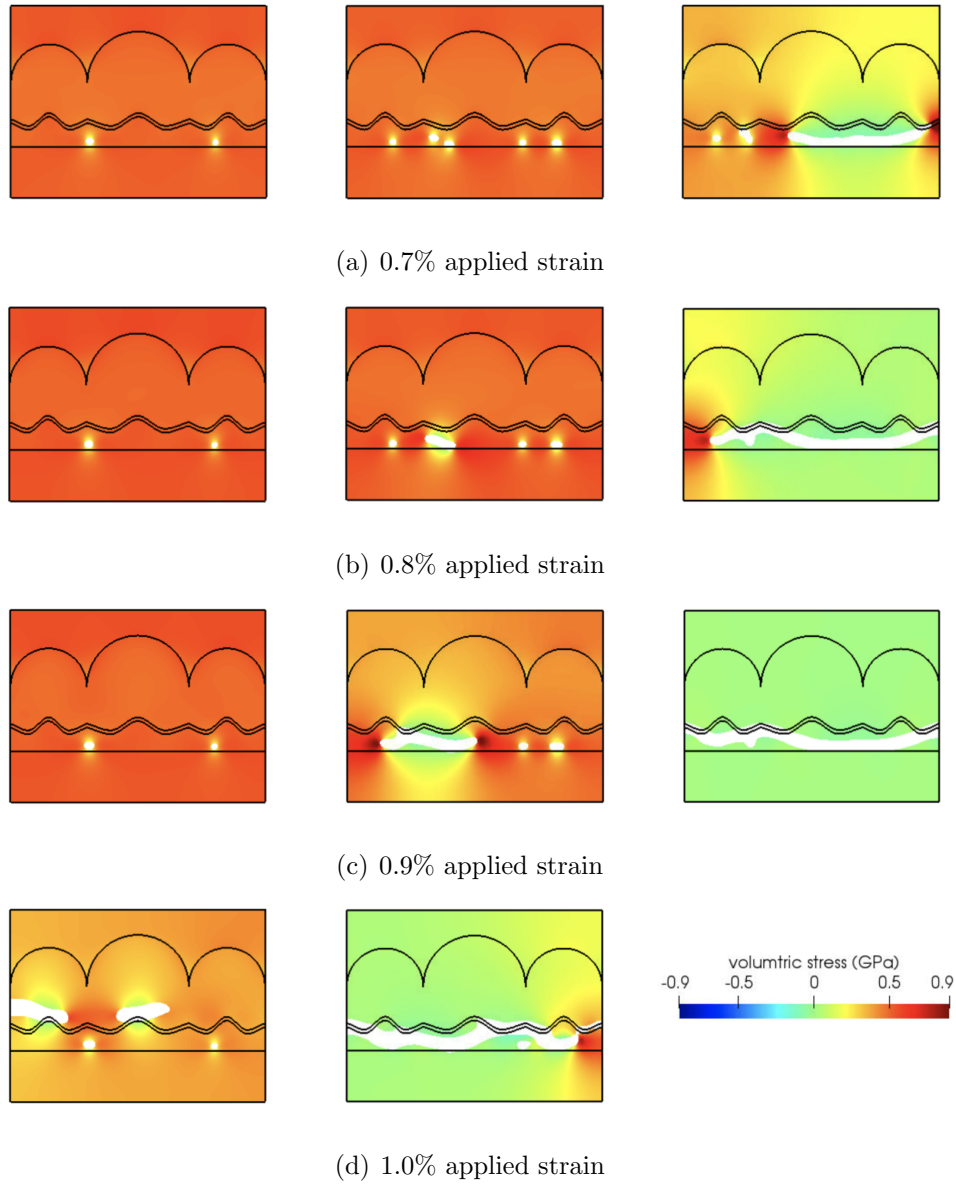 (a) 0.7% applied strain
(b) 0.8% applied strain
(c) 0.9% applied strain
volumtric stress (GPa)
-0.9 -0.5 0 0.5 0.9
(d) 1.0% applied strain